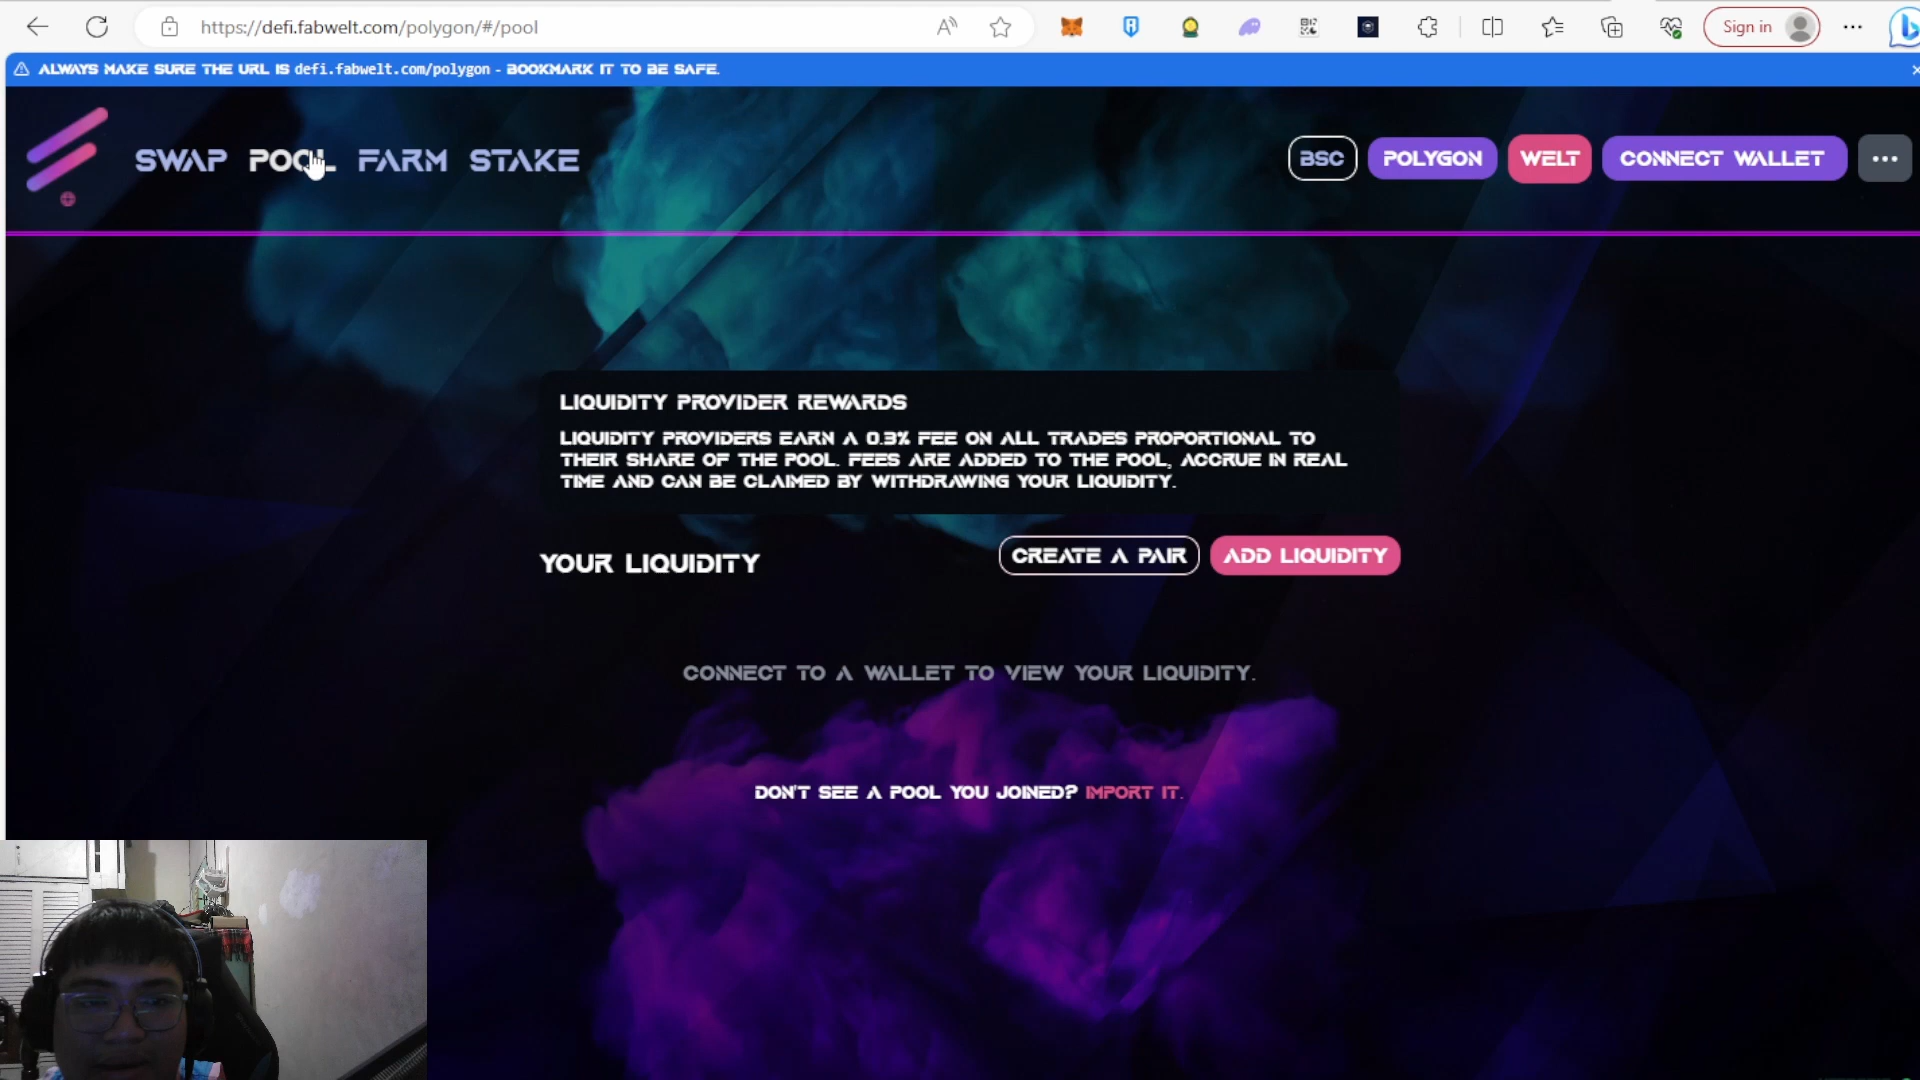 https://defi.fabwelt.com/polygon/#/pool
Sign in
ALWAYS MAKE SURE THE URL IS defi.fabwelt.com/polygon - BOOKMARK IT TO BE SAFE.
SWAP POOL FARM STAKE
BSC POLYGON WELT CONNECT WALLET
LIQUIDITY PROVIDER REWARDS
LIQUIDITY PROVIDERS EARN A 0.3% FEE ON ALL TRADES PROPORTIONAL TO
THEIR SHARE OF THE POOL. FEES ARE ADDED TO THE POOL, ACCRUE IN REAL
TIME AND CAN BE CLAIMED BY WITHDRAWING YOUR LIQUIDITY.
YOUR LIQUIDITY
CREATE A PAIR ADD LIQUIDITY
CONNECT TO A WALLET TO VIEW YOUR LIQUIDITY.
DON'T SEE A POOL YOU JOINED? IMPORT IT.